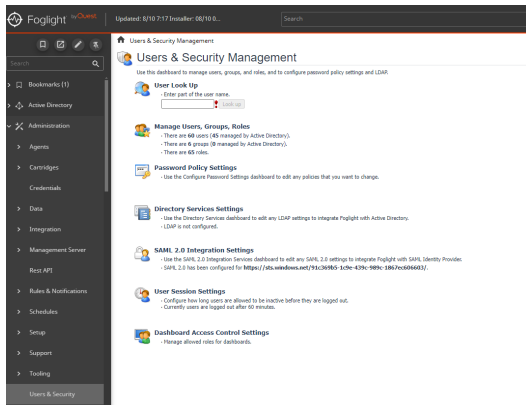 Foglight by Quest
Updated: 8/10 7:17 Installer: 08/10 0...
Search
Search
Bookmarks (1)
Active Directory
Administration
Agents
Cartridges
Credentials
Data
Integration
Management Server
Rest API
Rules & Notifications
Schedules
Setup
Support
Tooling
Users & Security
Users & Security Management
Users & Security Management
Use this dashboard to manage users, groups, and roles, and to configure password policy settings and LDAP.
User Look Up
- Enter part of the user name.
Look up
Manage Users, Groups, Roles
- There are 60 users (45 managed by Active Directory).
- There are 6 groups (0 managed by Active Directory).
- There are 65 roles.
Password Policy Settings
- Use the Configure Password Settings dashboard to edit any policies that you want to change.
Directory Services Settings
- Use the Directory Services dashboard to edit any LDAP settings to integrate Foglight with Active Directory.
- LDAP is not configured.
SAML 2.0 Integration Settings
- Use the SAML 2.0 Integration Services dashboard to edit any SAML settings to integrate Foglight with SAML Identity Provider.
- SAML 2.0 has been configured for https://sts.windows.net/91c369b5-1c9e-439c-989c-1867ec606603/.
User Session Settings
- Configure how long users are allowed to be inactive before they are logged out.
- Currently users are logged out after 60 minutes.
Dashboard Access Control Settings
- Manage allowed roles for dashboards.